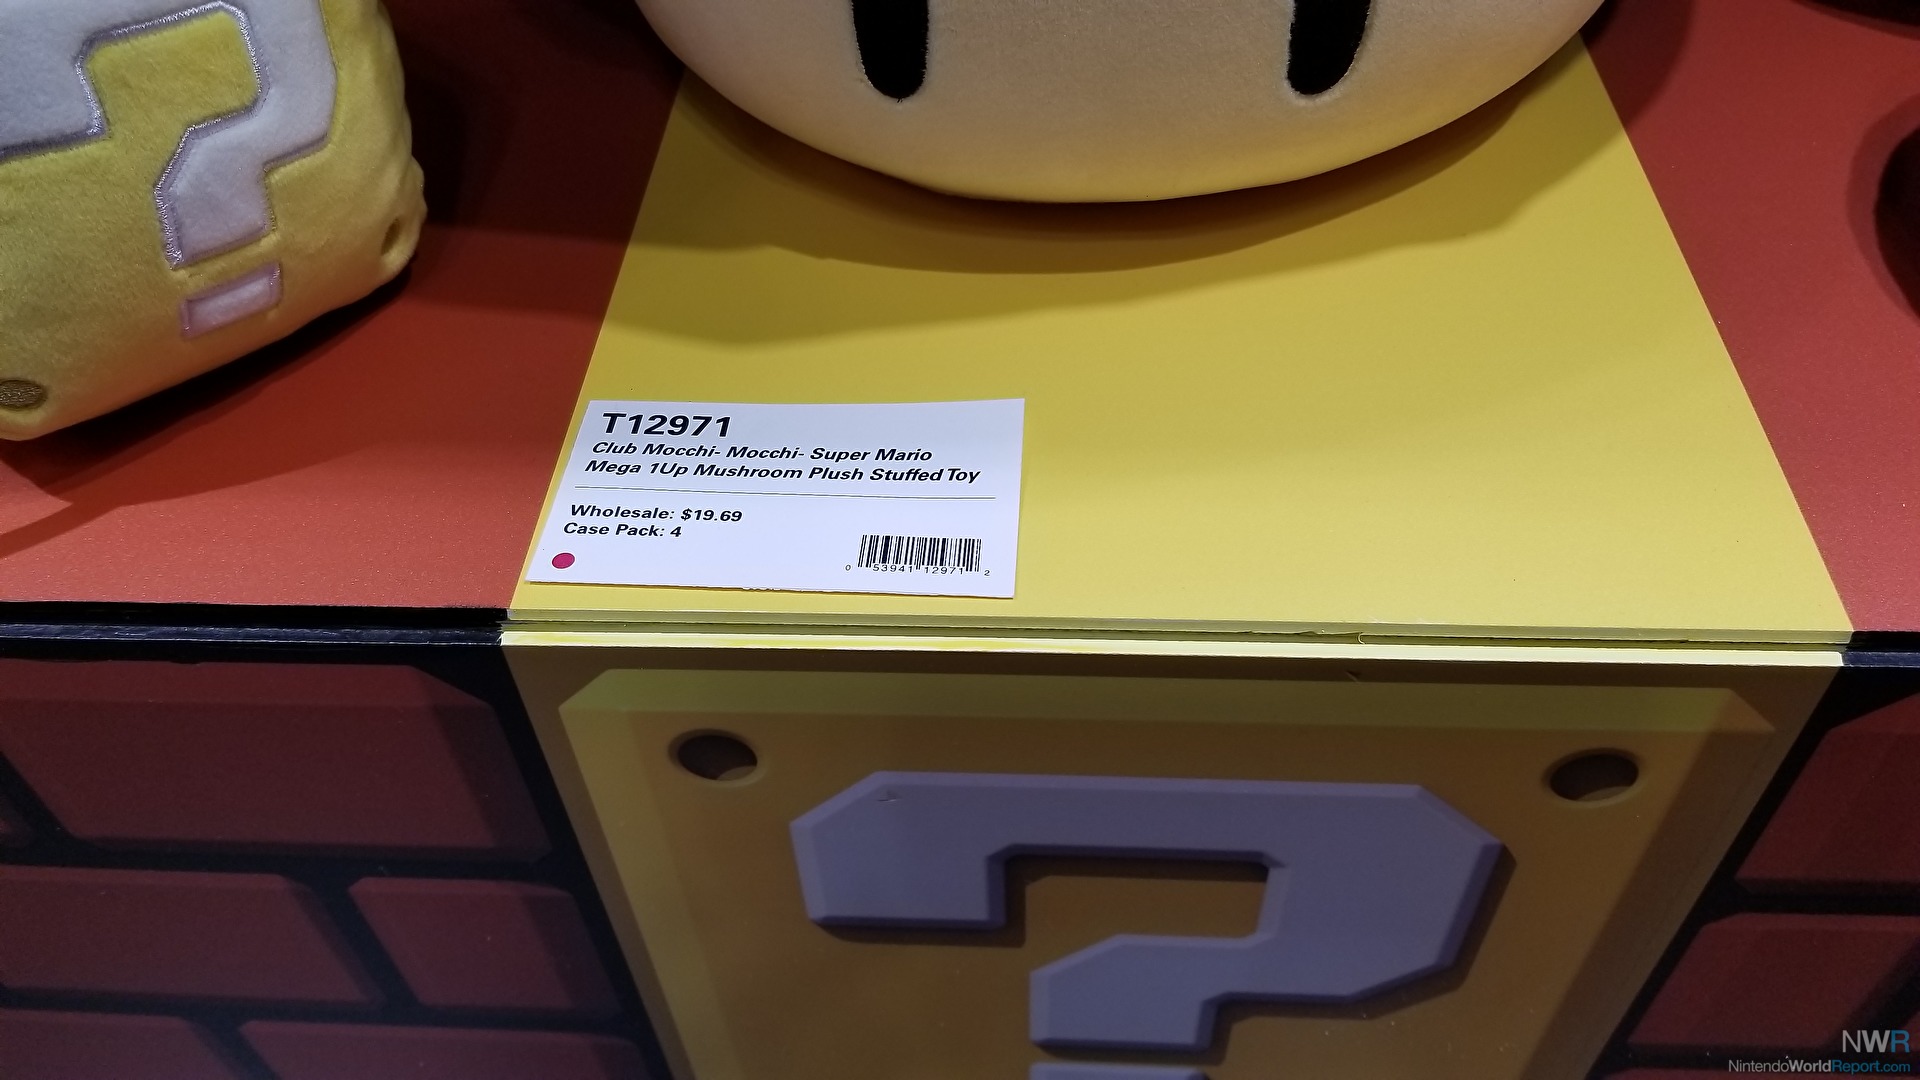 T12971
Club Mocchi- Mocchi- Super Mario
Mega 1Up Mushroom Plush Stuffed Toy
Wholesale: $19.69
Case Pack: 4
0 53941 12971 2
?
?
NWR
NintendoWorldReport.com